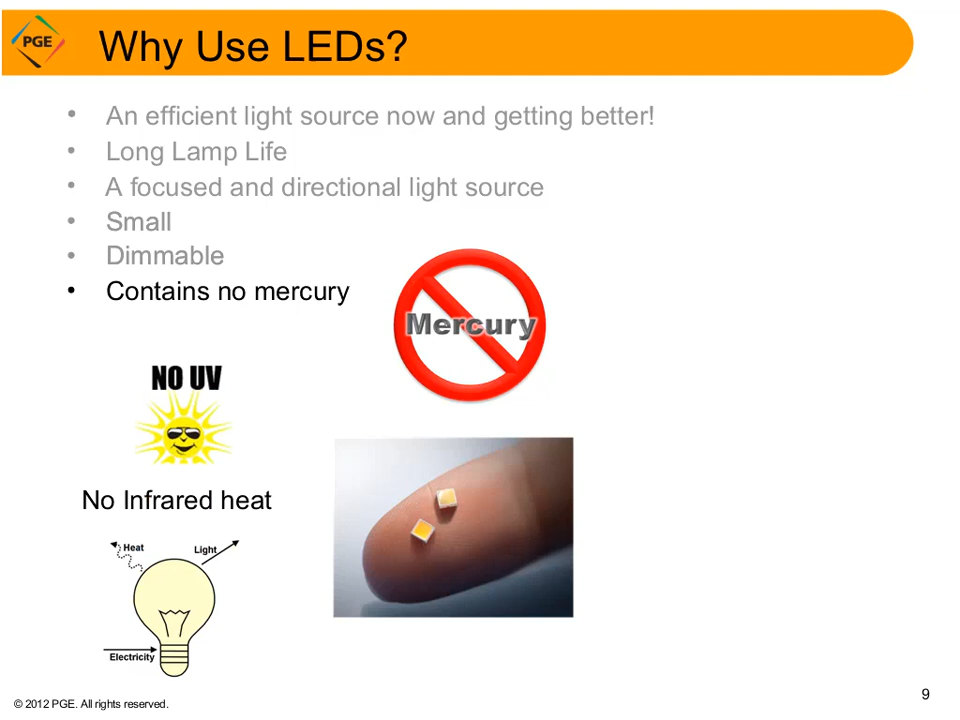 PGE
Why Use LEDs?
• An efficient light source now and getting better!
• Long Lamp Life
• A focused and directional light source
• Small
• Dimmable
• Contains no mercury
Mercury
NO UV
No Infrared heat
Heat
Light
Electricity
© 2012 PGE. All rights reserved.
9